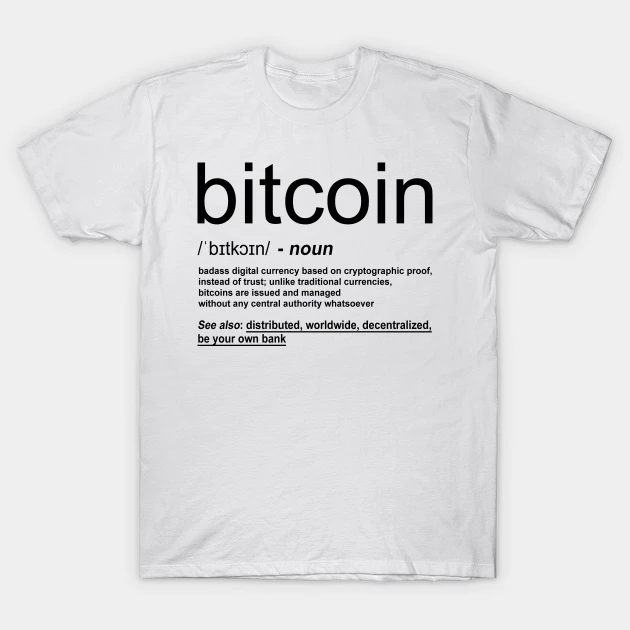 bitcoin
/ˈbɪtkɔɪn/ - noun
badass digital currency based on cryptographic proof,
instead of trust; unlike traditional currencies,
bitcoins are issued and managed
without any central authority whatsoever
See also: distributed, worldwide, decentralized,
be your own bank